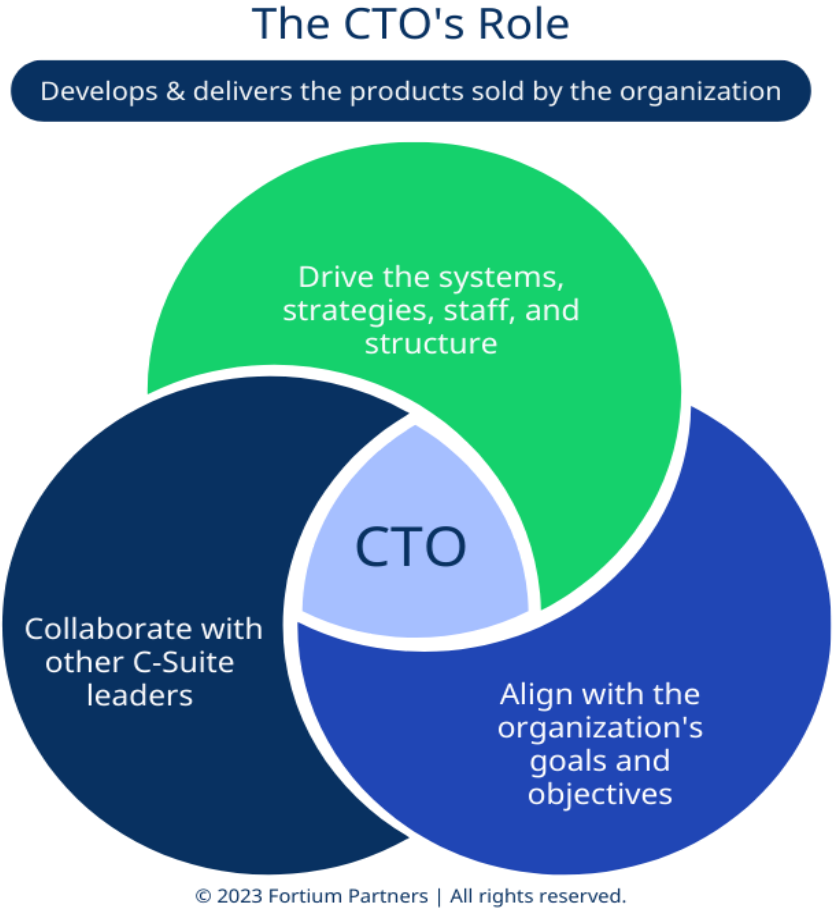 The CTO's Role
Develops & delivers the products sold by the organization
Drive the systems,
strategies, staff, and
structure
CTO
Collaborate with
other C-Suite
leaders
Align with the
organization's
goals and
objectives
© 2023 Fortium Partners | All rights reserved.